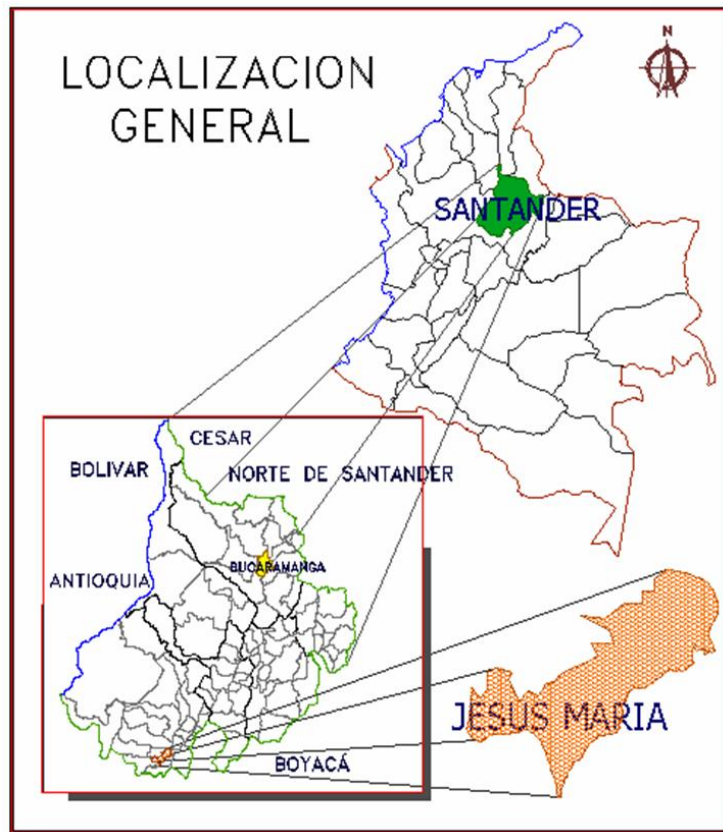 LOCALIZACION
GENERAL
N
SANTANDER
CESAR
BOLIVAR
NORTE DE SANTANDER
BUCARAMANGA
ANTIOQUIA
JESUS MARIA
BOYACÁ